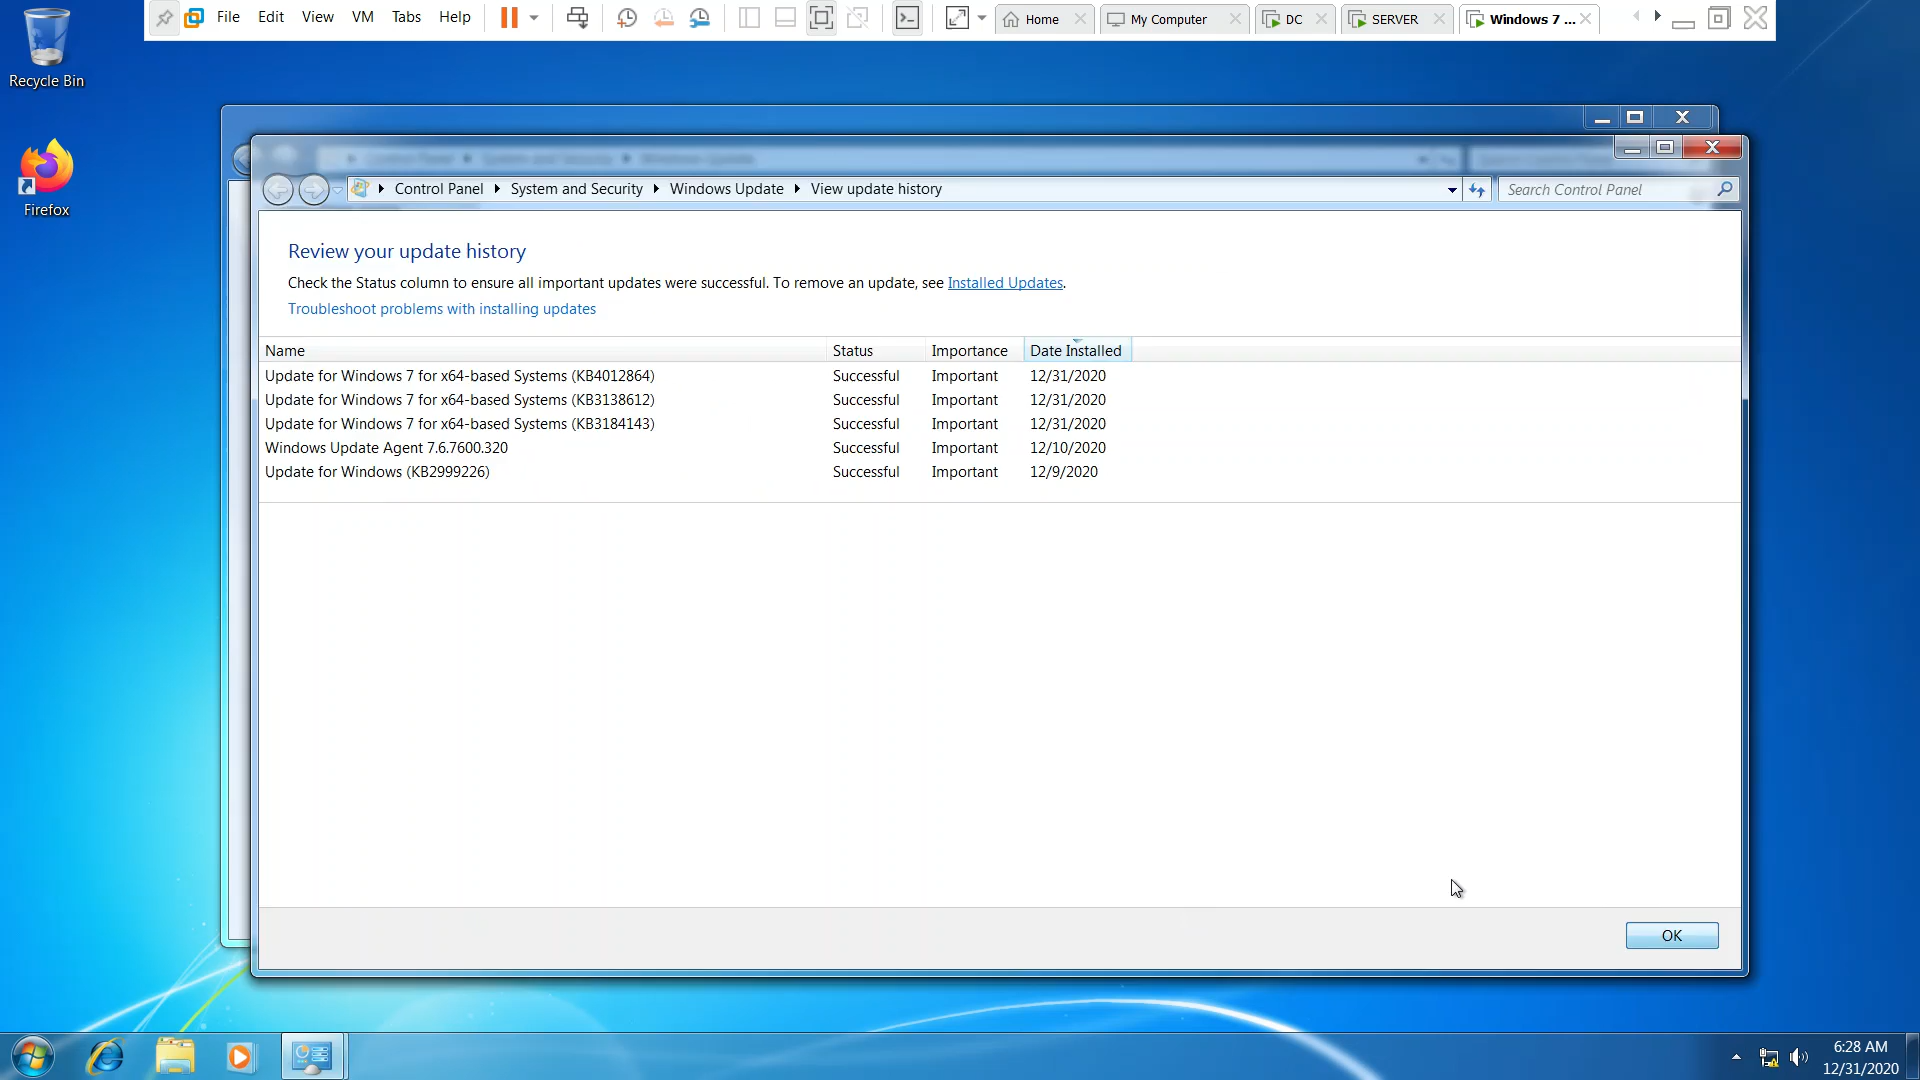 File Edit View VM Tabs Help Home My Computer DC SERVER Windows 7 ...
Recycle Bin
Firefox
Control Panel System and Security Windows Update View update history Search Control Panel
Review your update history
Check the Status column to ensure all important updates were successful. To remove an update, see Installed Updates.
Troubleshoot problems with installing updates
Name Status Importance Date Installed
Update for Windows 7 for x64-based Systems (KB4012864) Successful Important 12/31/2020
Update for Windows 7 for x64-based Systems (KB3138612) Successful Important 12/31/2020
Update for Windows 7 for x64-based Systems (KB3184143) Successful Important 12/31/2020
Windows Update Agent 7.6.7600.320 Successful Important 12/10/2020
Update for Windows (KB2999226) Successful Important 12/9/2020
OK
6:28 AM
12/31/2020